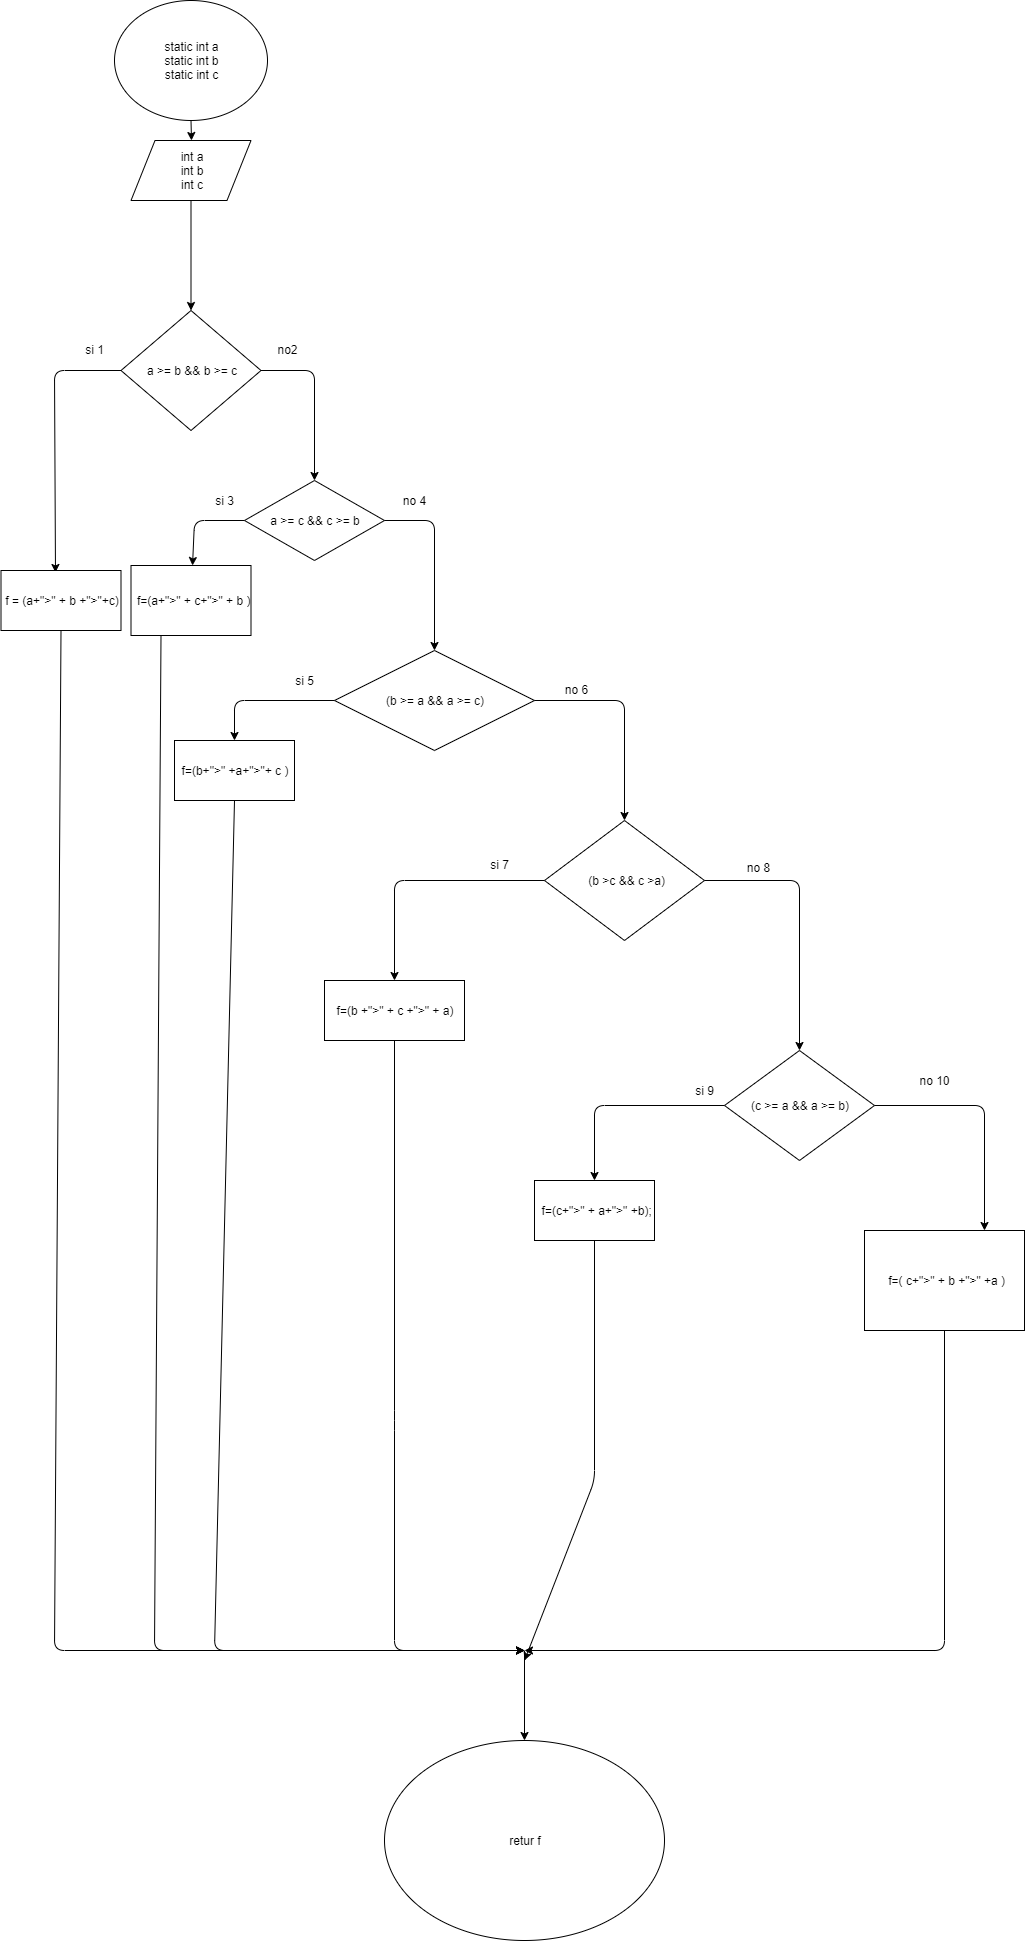 static int a
static int b
static int c
int a
int b
int c
si 1
no2
a >= b && b >= c
si 3
no 4
a >= c && c >= b
f = (a+">" + b +">"+c)
f=(a+">" + c+">" + b )
si 5
no 6
(b >= a && a >= c)
f=(b+">" +a+">"+ c )
si 7
no 8
(b >c && c >a)
f=(b +">" + c +">" + a)
si 9
no 10
(c >= a && a >= b)
f=(c+">" + a+">" +b);
f=( c+">" + b +">" +a )
retur f